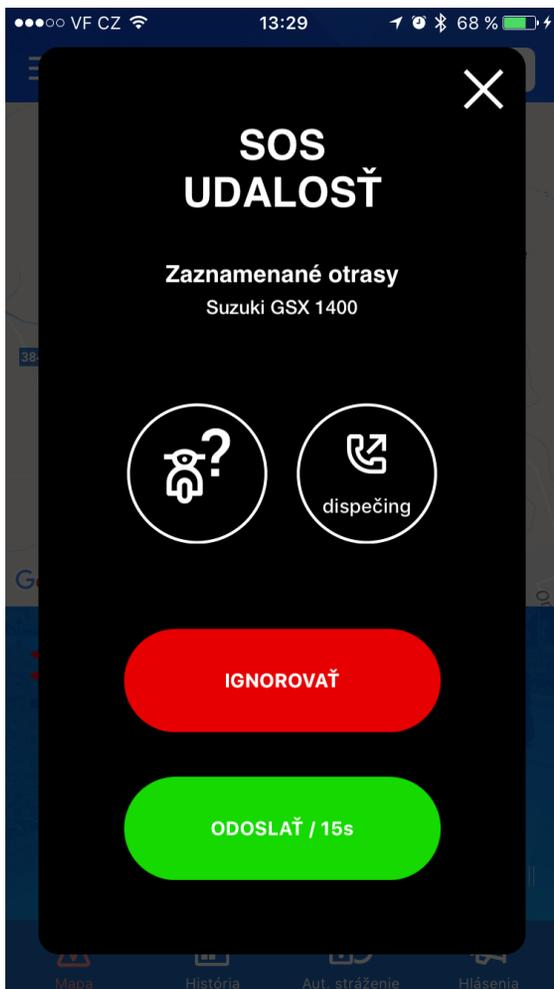 VF CZ 13:29 68 %
SOS
UDALOSŤ
Zaznamenané otrasy
Suzuki GSX 1400
?
dispečing
IGNOROVAŤ
ODOSLAŤ / 15s
Mapa História Aut. stráženie Hlásenia